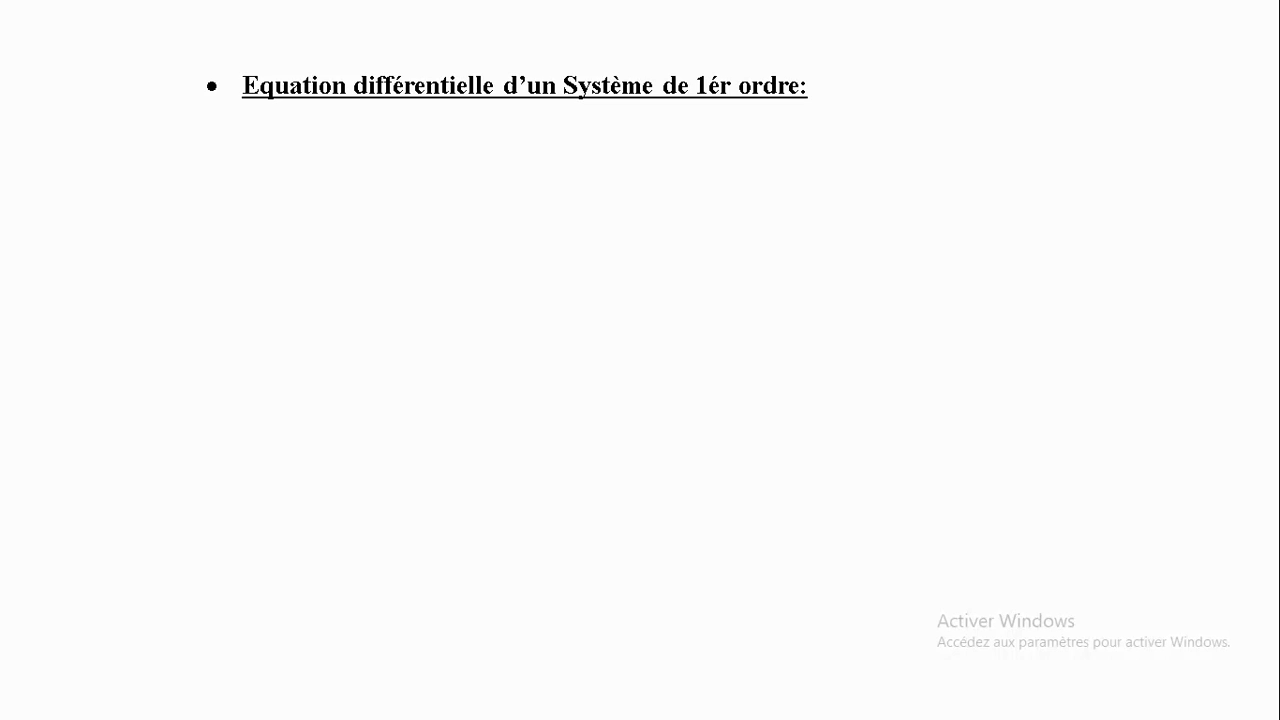 • Equation différentielle d’un Système de 1ér ordre:
Activer Windows
Accédez aux paramètres pour activer Windows.